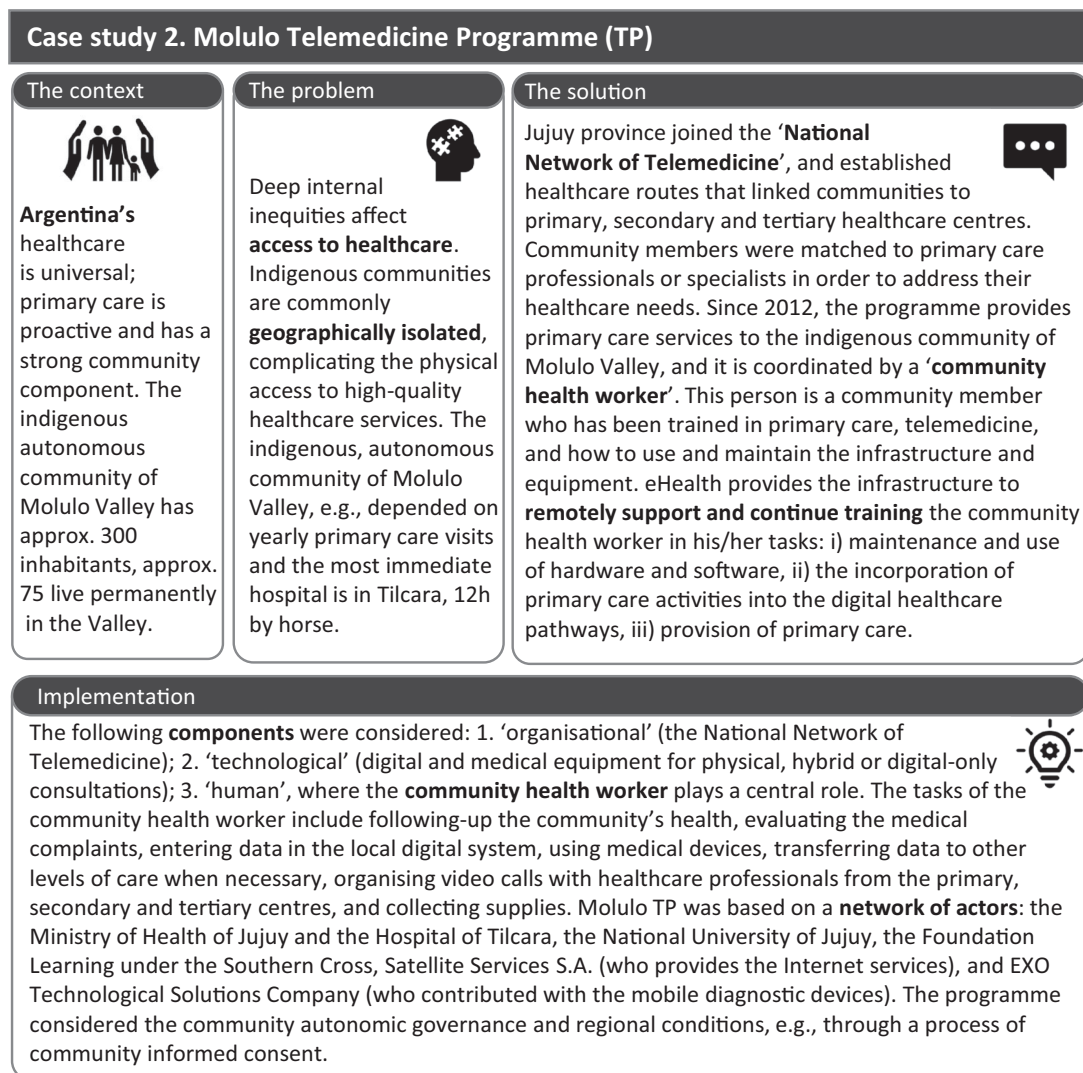 Case study 2. Molulo Telemedicine Programme (TP)
The context
Argentina's
healthcare
is universal;
primary care is
proactive and has a
strong community
component. The
indigenous
autonomous
community of
Molulo Valley has
approx. 300
inhabitants, approx.
75 live permanently
in the Valley.
The problem
Deep internal
inequities affect
access to healthcare.
Indigenous communities
are commonly
geographically isolated,
complicating the physical
access to high-quality
healthcare services. The
indigenous, autonomous
community of Molulo
Valley, e.g., depended on
yearly primary care visits
and the most immediate
hospital is in Tilcara, 12h
by horse.
The solution
Jujuy province joined the 'National
Network of Telemedicine', and established
healthcare routes that linked communities to
primary, secondary and tertiary healthcare centres.
Community members were matched to primary care
professionals or specialists in order to address their
healthcare needs. Since 2012, the programme provides
primary care services to the indigenous community of
Molulo Valley, and it is coordinated by a 'community
health worker'. This person is a community member
who has been trained in primary care, telemedicine,
and how to use and maintain the infrastructure and
equipment. eHealth provides the infrastructure to
remotely support and continue training the community
health worker in his/her tasks: i) maintenance and use
of hardware and software, ii) the incorporation of
primary care activities into the digital healthcare
pathways, iii) provision of primary care.
Implementation
The following components were considered: 1. 'organisational' (the National Network of
Telemedicine); 2. 'technological' (digital and medical equipment for physical, hybrid or digital-only
consultations); 3. 'human', where the community health worker plays a central role. The tasks of the
community health worker include following-up the community's health, evaluating the medical
complaints, entering data in the local digital system, using medical devices, transferring data to other
levels of care when necessary, organising video calls with healthcare professionals from the primary,
secondary and tertiary centres, and collecting supplies. Molulo TP was based on a network of actors: the
Ministry of Health of Jujuy and the Hospital of Tilcara, the National University of Jujuy, the Foundation
Learning under the Southern Cross, Satellite Services S.A. (who provides the Internet services), and EXO
Technological Solutions Company (who contributed with the mobile diagnostic devices). The programme
considered the community autonomic governance and regional conditions, e.g., through a process of
community informed consent.